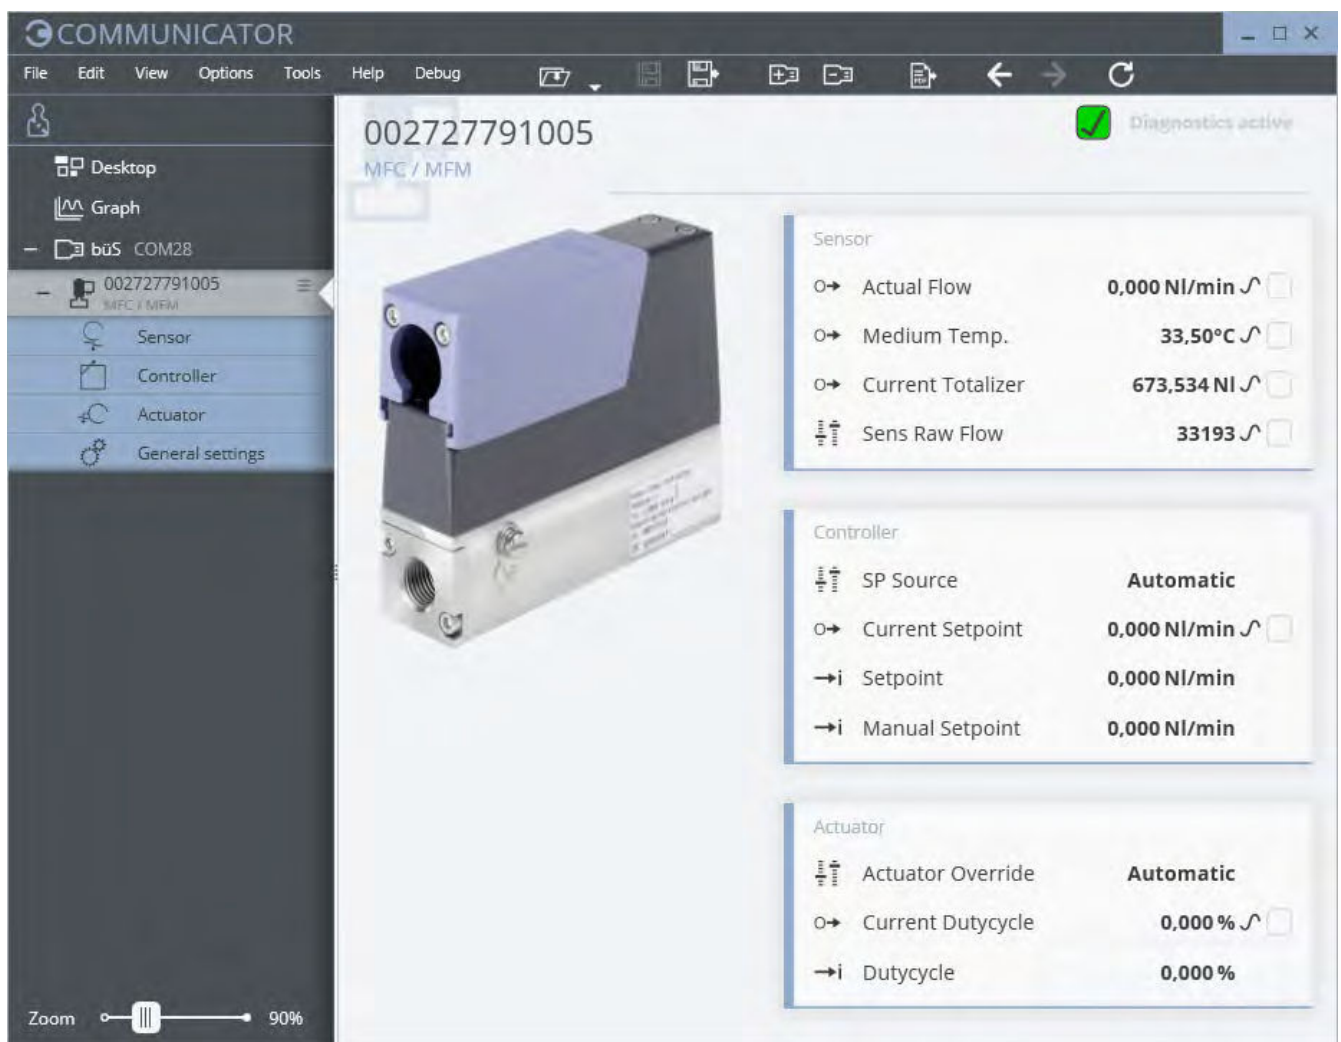 COMMUNICATOR
File Edit View Options Tools Help Debug
Desktop
Graph
büS COM28
002727791005
MFC / MFM
Sensor
Controller
Actuator
General settings
Zoom 90%
002727791005
MFC / MFM
Diagnostics active
Sensor
Actual Flow 0,000 Nl/min
Medium Temp. 33,50°C
Current Totalizer 673,534 Nl
Sens Raw Flow 33193
Controller
SP Source Automatic
Current Setpoint 0,000 Nl/min
Setpoint 0,000 Nl/min
Manual Setpoint 0,000 Nl/min
Actuator
Actuator Override Automatic
Current Dutycycle 0,000 %
Dutycycle 0,000 %